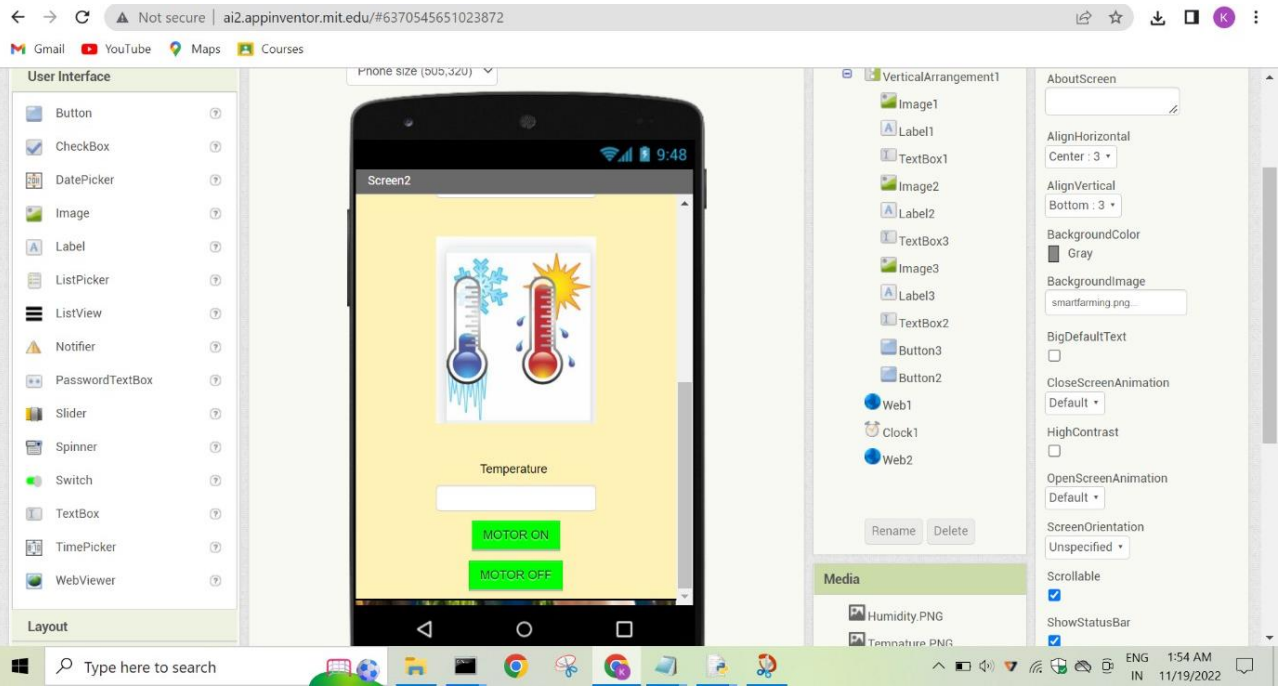 Not secure | ai2.appinventor.mit.edu/#6370545651023872
K
Gmail YouTube Maps Courses
User Interface
Button
CheckBox
DatePicker
Image
Label
ListPicker
ListView
Notifier
PasswordTextBox
Slider
Spinner
Switch
TextBox
TimePicker
WebViewer
Layout
Phone size (505,320)
9:48
Screen2
Temperature
MOTOR ON
MOTOR OFF
VerticalArrangement1
Image1
Label1
TextBox1
Image2
Label2
TextBox3
Image3
Label3
TextBox2
Button3
Button2
Web1
Clock1
Web2
Rename Delete
Media
Humidity.PNG
Tempature.PNG
AboutScreen
AlignHorizontal
Center : 3
AlignVertical
Bottom : 3
BackgroundColor
Gray
BackgroundImage
smartfarming.png...
BigDefaultText
CloseScreenAnimation
Default
HighContrast
OpenScreenAnimation
Default
ScreenOrientation
Unspecified
Scrollable
ShowStatusBar
Type here to search
ENG
IN
1:54 AM
11/19/2022